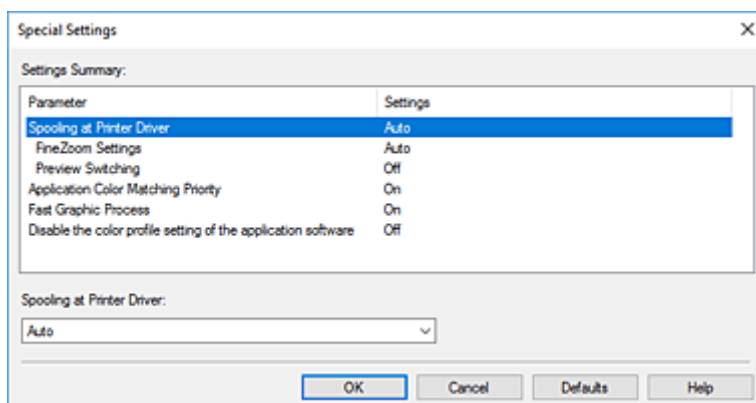 Special Settings
Settings Summary:
Parameter Settings
Spooling at Printer Driver Auto
FineZoom Settings Auto
Preview Switching Off
Application Color Matching Priority On
Fast Graphic Process On
Disable the color profile setting of the application software Off
Spooling at Printer Driver:
Auto
OK Cancel Defaults Help